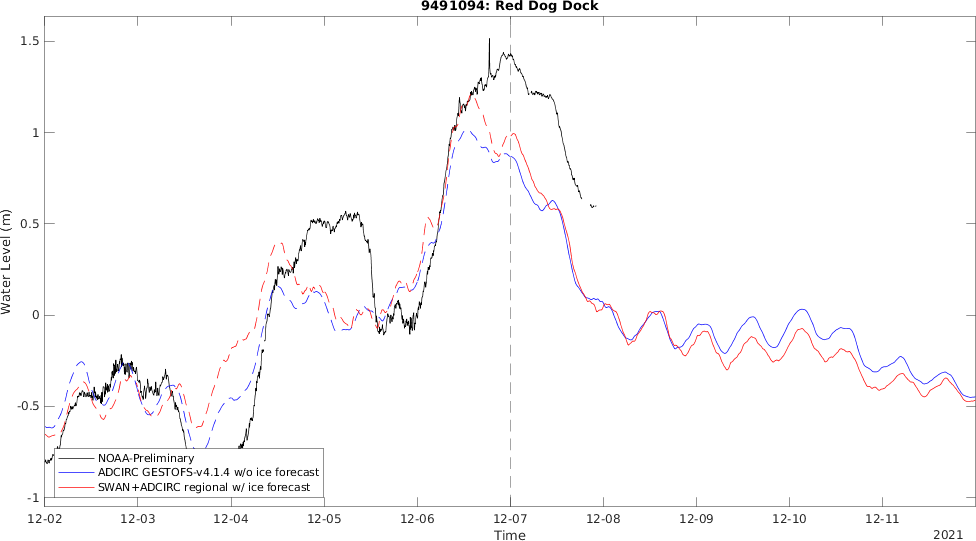 9491094: Red Dog Dock
1.5
1
0.5
0
-0.5
-1
Water Level (m)
NOAA-Preliminary
ADCIRC GESTOFS-v4.1.4 w/o ice forecast
SWAN+ADCIRC regional w/ ice forecast
12-02 12-03 12-04 12-05 12-06 12-07 12-08 12-09 12-10 12-11
Time
2021